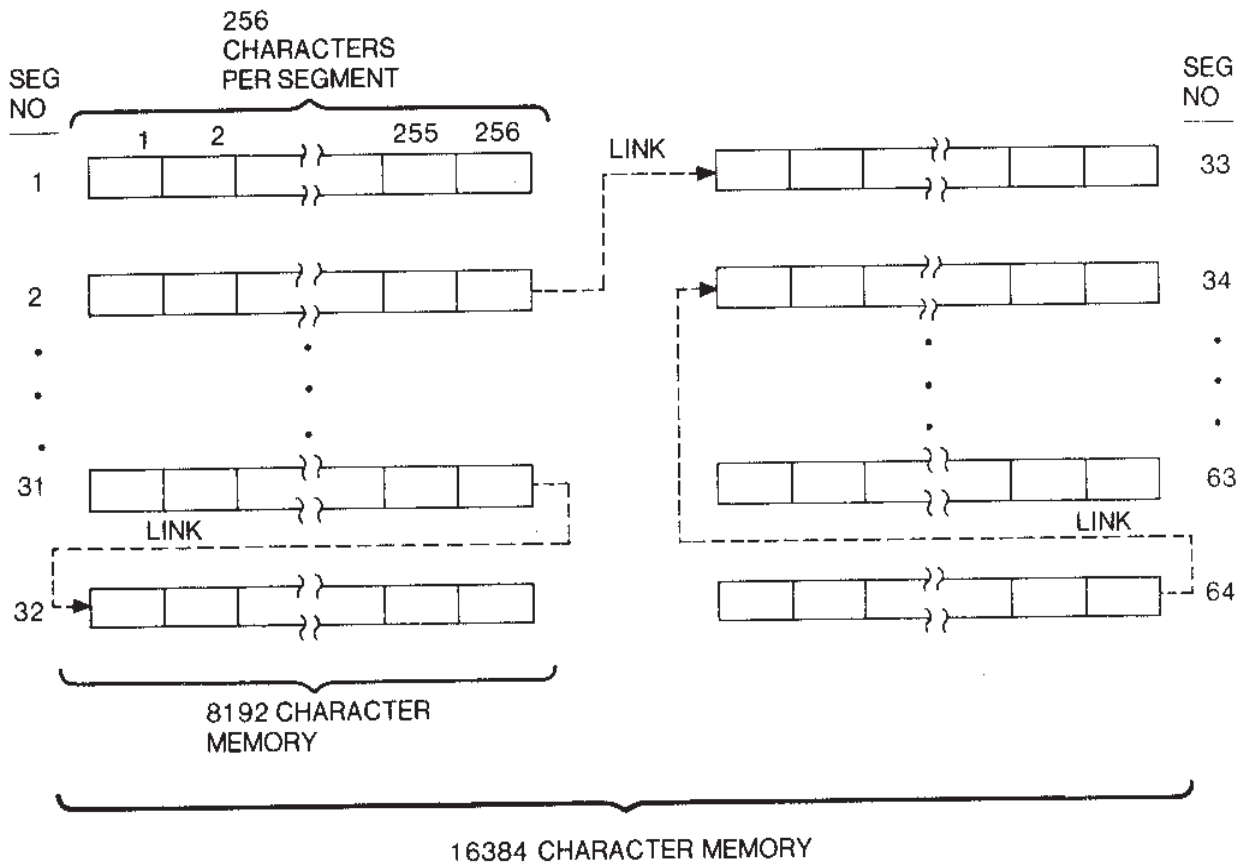 256
CHARACTERS
PER SEGMENT
SEG
NO
1 2 255 256
1
2
31
32
LINK
LINK
8192 CHARACTER
MEMORY
SEG
NO
33
34
63
64
LINK
16384 CHARACTER MEMORY